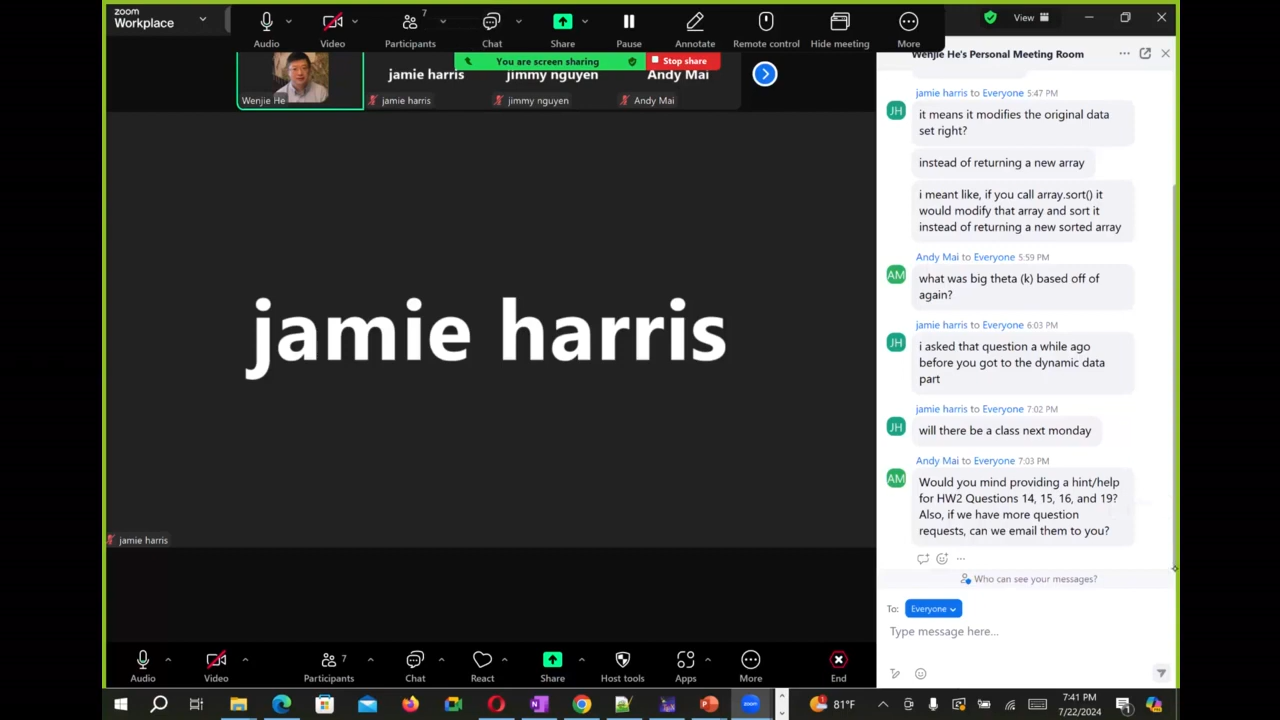 zoom
Workplace
Audio
Video
7
Participants
Chat
Share
Pause
Annotate
Remote control
Hide meeting
More
View
You are screen sharing
Stop share
jamie harris
jimmy nguyen
Andy Mai
Wenjie He
jamie harris
jimmy nguyen
Andy Mai
jamie harris
jamie harris
Wenjie He's Personal Meeting Room
jamie harris to Everyone 5:47 PM
JH
it means it modifies the original data
set right?
instead of returning a new array
i meant like, if you call array.sort() it
would modify that array and sort it
instead of returning a new sorted array
Andy Mai to Everyone 5:59 PM
AM
what was big theta (k) based off of
again?
jamie harris to Everyone 6:03 PM
JH
i asked that question a while ago
before you got to the dynamic data
part
jamie harris to Everyone 7:02 PM
JH
will there be a class next monday
Andy Mai to Everyone 7:03 PM
AM
Would you mind providing a hint/help
for HW2 Questions 14, 15, 16, and 19?
Also, if we have more question
requests, can we email them to you?
Who can see your messages?
To: Everyone
Type message here...
Audio
Video
7
Participants
Chat
React
Share
Host tools
Apps
More
End
81°F
7:41 PM
7/22/2024
1